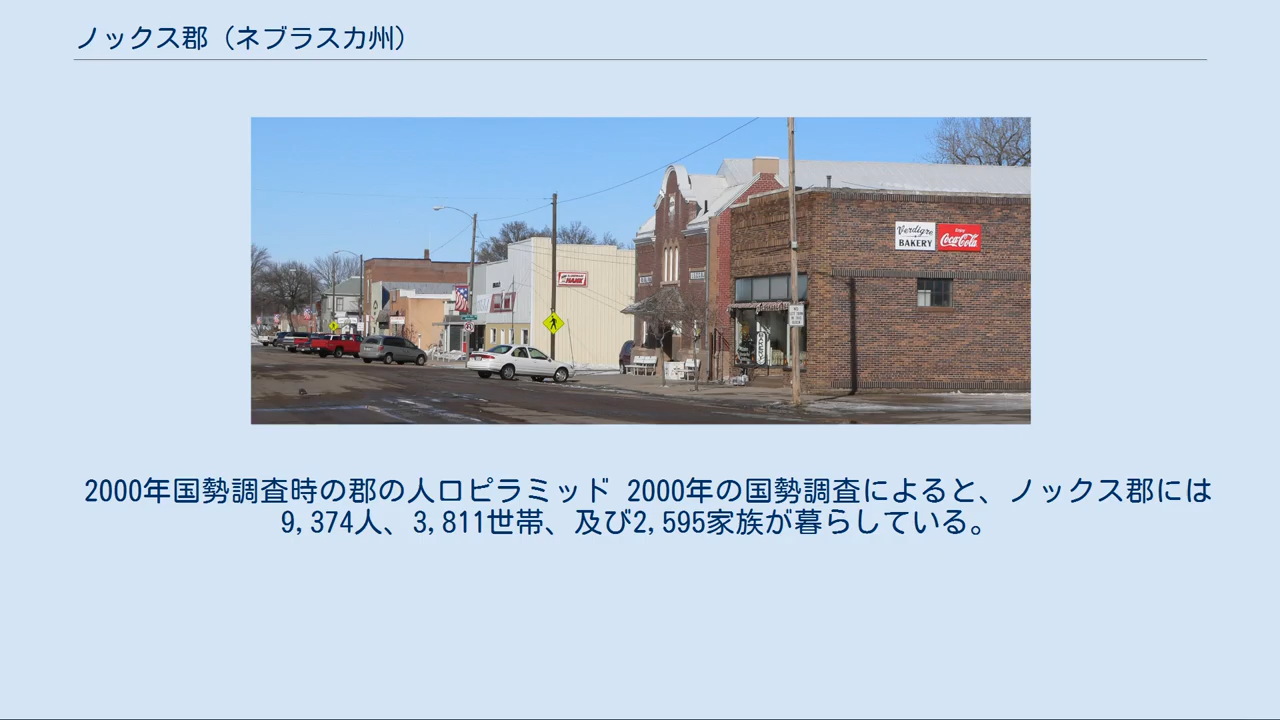 ノックス郡（ネブラスカ州）
Verdigre
BAKERY
Enjoy
Coca-Cola
BAKERY
2000年国勢調査時の郡の人口ピラミッド 2000年の国勢調査によると、ノックス郡には
9,374人、3,811世帯、及び2,595家族が暮らしている。